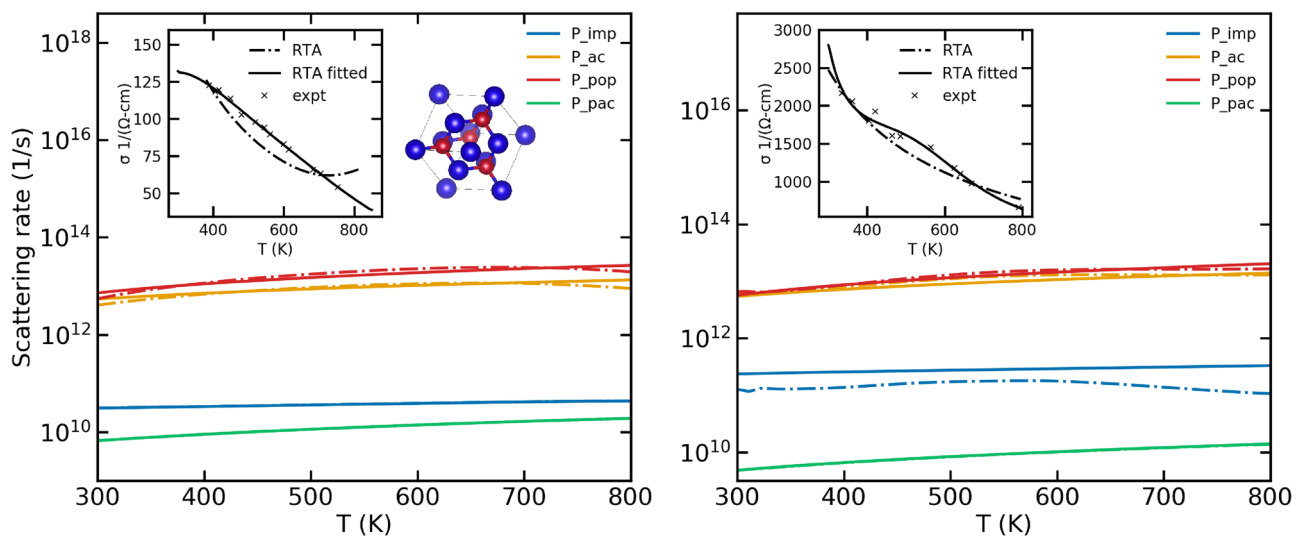 Scattering rate (1/s)
10^18
10^16
10^14
10^12
10^10
300
400
500
600
700
800
T (K)
P_imp
P_ac
P_pop
P_pac
σ 1/(Ω-cm)
150
125
100
75
50
400
600
800
T (K)
RTA
RTA fitted
expt
10^16
10^14
10^12
10^10
300
400
500
600
700
800
T (K)
P_imp
P_ac
P_pop
P_pac
σ 1/(Ω-cm)
3000
2500
2000
1500
1000
400
600
800
T (K)
RTA
RTA fitted
expt